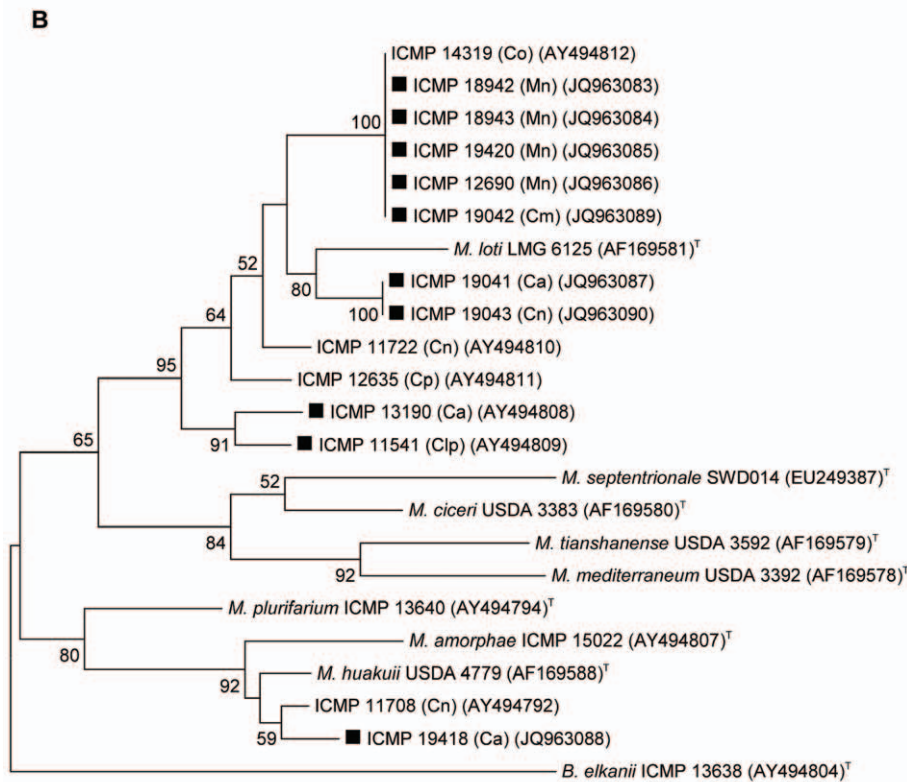 B
ICMP 14319 (Co) (AY494812)
ICMP 18942 (Mn) (JQ963083)
ICMP 18943 (Mn) (JQ963084)
100
ICMP 19420 (Mn) (JQ963085)
ICMP 12690 (Mn) (JQ963086)
ICMP 19042 (Cm) (JQ963089)
M. loti LMG 6125 (AF169581)T
52
80
ICMP 19041 (Ca) (JQ963087)
100
ICMP 19043 (Cn) (JQ963090)
64
ICMP 11722 (Cn) (AY494810)
95
ICMP 12635 (Cp) (AY494811)
ICMP 13190 (Ca) (AY494808)
91
ICMP 11541 (Clp) (AY494809)
65
52
M. septentrionale SWD014 (EU249387)T
M. ciceri USDA 3383 (AF169580)T
84
M. tianshanense USDA 3592 (AF169579)T
92
M. mediterraneum USDA 3392 (AF169578)T
M. plurifarium ICMP 13640 (AY494794)T
80
M. amorphae ICMP 15022 (AY494807)T
92
M. huakuii USDA 4779 (AF169588)T
ICMP 11708 (Cn) (AY494792)
59
ICMP 19418 (Ca) (JQ963088)
B. elkanii ICMP 13638 (AY494804)T